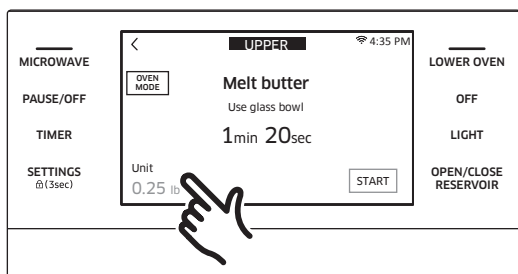 MICROWAVE
PAUSE/OFF
TIMER
SETTINGS
(3sec)
UPPER
4:35 PM
OVEN
MODE
Melt butter
Use glass bowl
1min 20sec
Unit
0.25 lb
START
LOWER OVEN
OFF
LIGHT
OPEN/CLOSE
RESERVOIR